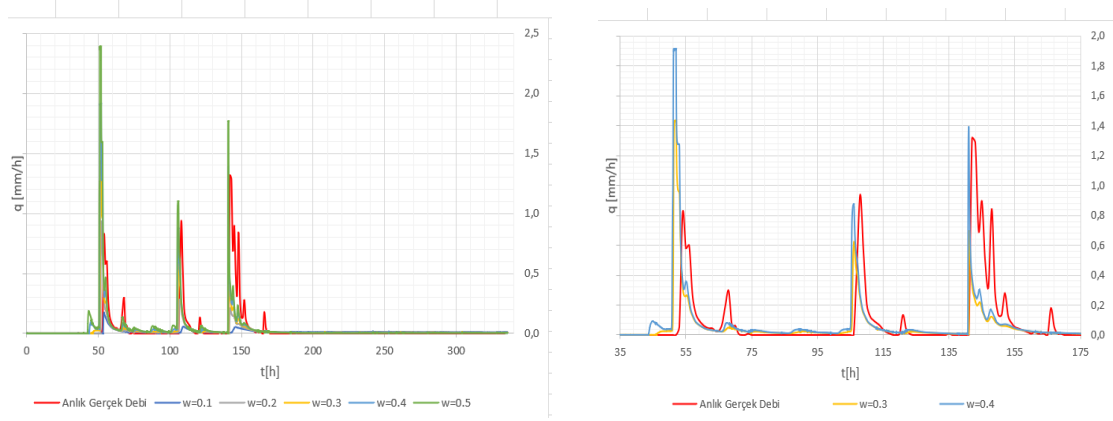 2,5
2,0
1,5
1,0
0,5
0,0
q [mm/h]
0 50 100 150 200 250 300
t[h]
Anlık Gerçek Debi w=0.1 w=0.2 w=0.3 w=0.4 w=0.5
2,0
1,8
1,6
1,4
1,2
1,0
0,8
0,6
0,4
0,2
0,0
q [mm/h]
35 55 75 95 115 135 155 175
t[h]
Anlık Gerçek Debi w=0.3 w=0.4